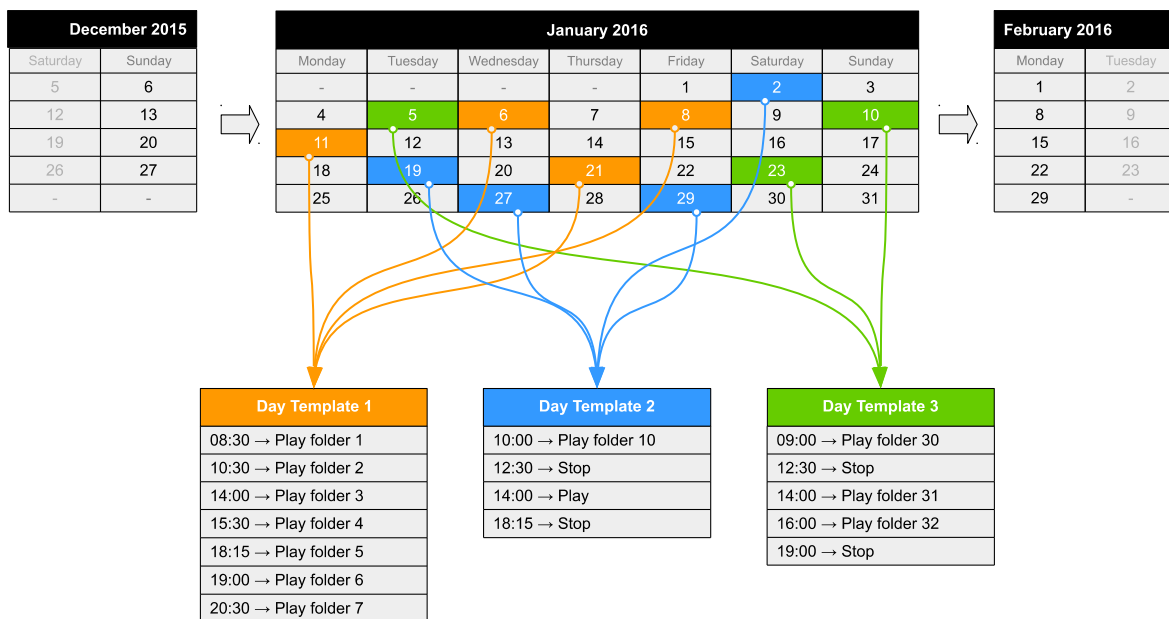 December 2015
Saturday Sunday
5 6
12 13
19 20
26 27
- -
January 2016
Monday Tuesday Wednesday Thursday Friday Saturday Sunday
- - - - 1 2 3
4 5 6 7 8 9 10
11 12 13 14 15 16 17
18 19 20 21 22 23 24
25 26 27 28 29 30 31
February 2016
Monday Tuesday
1 2
8 9
15 16
22 23
29 -
Day Template 1
08:30 → Play folder 1
10:30 → Play folder 2
14:00 → Play folder 3
15:30 → Play folder 4
18:15 → Play folder 5
19:00 → Play folder 6
20:30 → Play folder 7
Day Template 2
10:00 → Play folder 10
12:30 → Stop
14:00 → Play
18:15 → Stop
Day Template 3
09:00 → Play folder 30
12:30 → Stop
14:00 → Play folder 31
16:00 → Play folder 32
19:00 → Stop